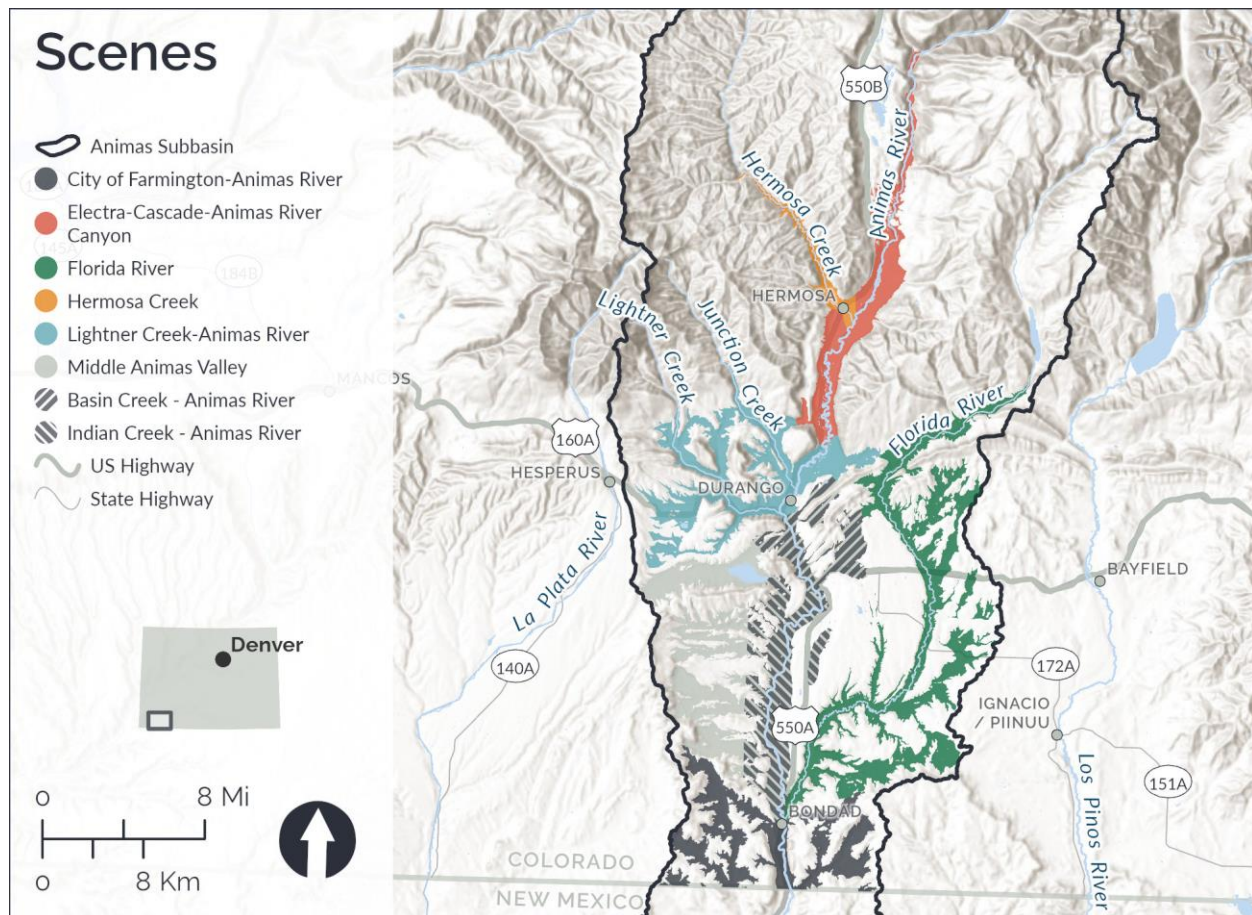 Scenes
Animas Subbasin
City of Farmington-Animas River
Electra-Cascade-Animas River
Canyon
Florida River
Hermosa Creek
Lightner Creek-Animas River
Middle Animas Valley
Basin Creek - Animas River
Indian Creek - Animas River
US Highway
State Highway
145A
184B
MANCOS
Denver
0 8 Mi
0 8 Km
550B
Animas River
Hermosa Creek
HERMOSA
Lightner Creek
Junction Creek
Florida River
160A
HESPERUS
DURANGO
La Plata River
BAYFIELD
140A
172A
IGNACIO
/ PIINUU
550A
Los Pinos River
151A
BONDAD
COLORADO
NEW MEXICO